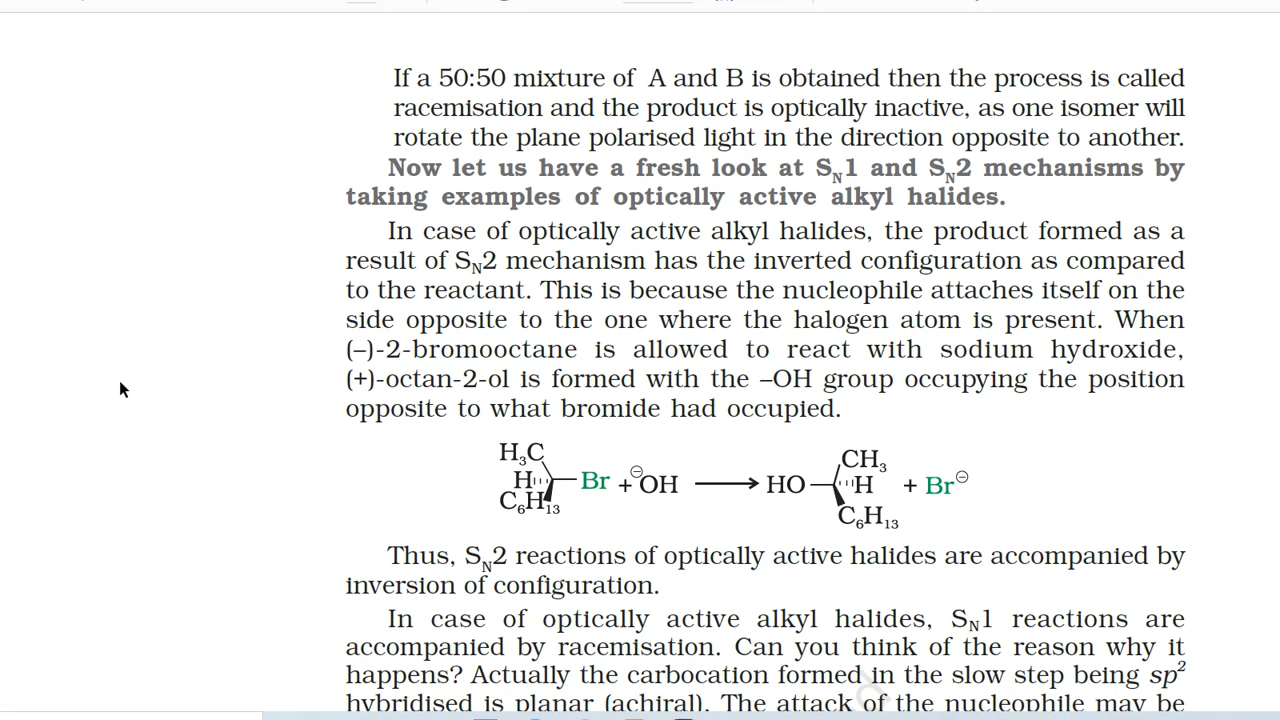 If a 50:50 mixture of A and B is obtained then the process is called
racemisation and the product is optically inactive, as one isomer will
rotate the plane polarised light in the direction opposite to another.
Now let us have a fresh look at SN1 and SN2 mechanisms by
taking examples of optically active alkyl halides.
In case of optically active alkyl halides, the product formed as a
result of SN2 mechanism has the inverted configuration as compared
to the reactant. This is because the nucleophile attaches itself on the
side opposite to the one where the halogen atom is present. When
(–)-2-bromooctane is allowed to react with sodium hydroxide,
(+)-octan-2-ol is formed with the –OH group occupying the position
opposite to what bromide had occupied.
H3C CH3
H Br + ⊖OH ⟶ HO H + Br⊖
C6H13 C6H13
Thus, SN2 reactions of optically active halides are accompanied by
inversion of configuration.
In case of optically active alkyl halides, SN1 reactions are
accompanied by racemisation. Can you think of the reason why it
happens? Actually the carbocation formed in the slow step being sp2
hybridised is planar (achiral). The attack of the nucleophile may be